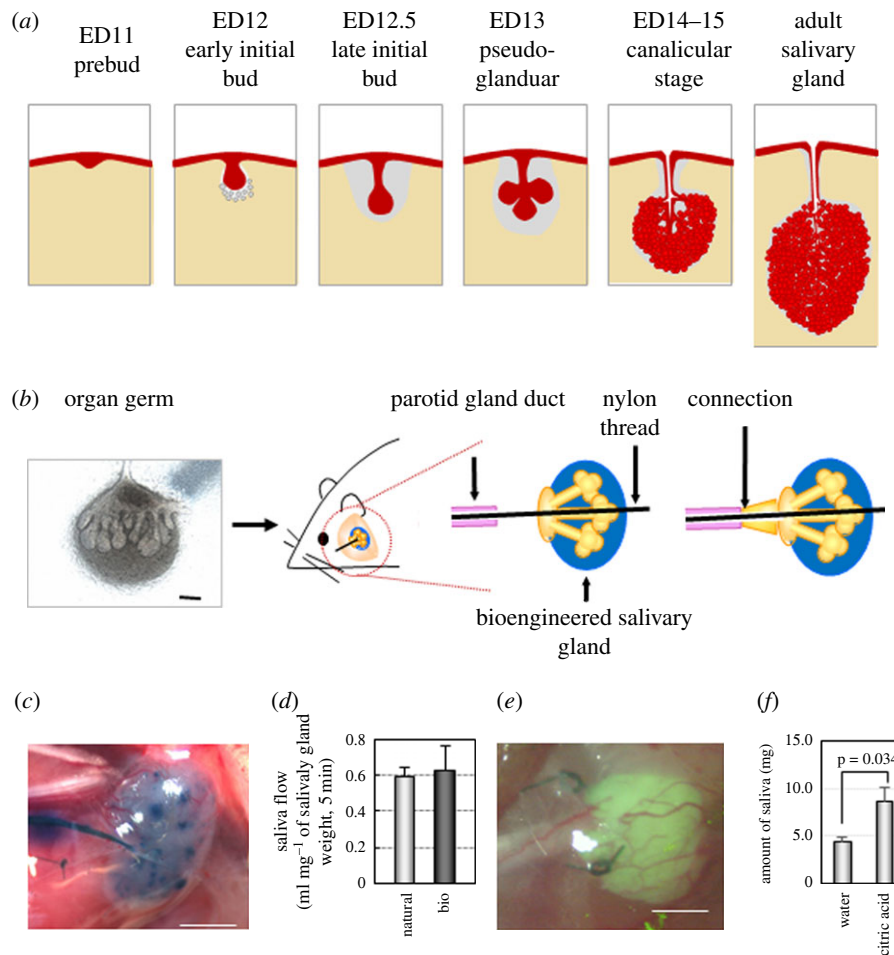 (a)
ED11
prebud
ED12
early initial
bud
ED12.5
late initial
bud
ED13
pseudo-
glanduar
ED14–15
canalicular
stage
adult
salivary
gland
(b)
organ germ
parotid gland duct
nylon
thread
connection
bioengineered salivary
gland
(c)
(d)
saliva flow
(ml mg⁻¹ of salivaly gland
weight, 5 min)
0.8
0.6
0.4
0.2
0
natural
bio
(e)
(f)
amount of saliva (mg)
15.0
10.0
5.0
0
p = 0.034
water
citric acid